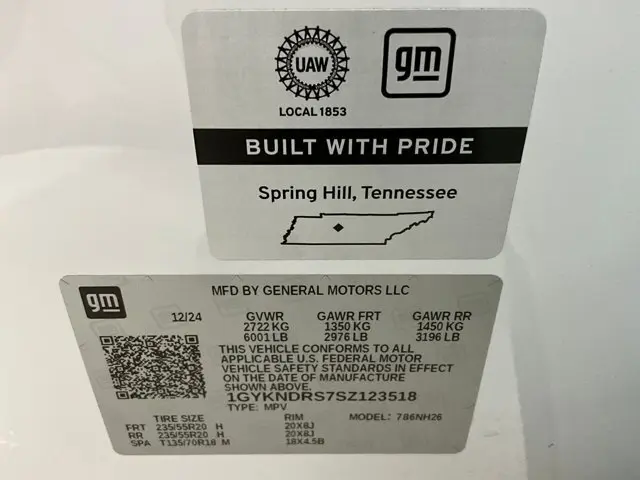 UAW
gm
LOCAL 1853
BUILT WITH PRIDE
Spring Hill, Tennessee
gm
MFD BY GENERAL MOTORS LLC
12/24 GVWR GAWR FRT GAWR RR
2722 KG 1350 KG 1450 KG
6001 LB 2976 LB 3196 LB
THIS VEHICLE CONFORMS TO ALL
APPLICABLE U.S. FEDERAL MOTOR
VEHICLE SAFETY STANDARDS IN EFFECT
ON THE DATE OF MANUFACTURE
SHOWN ABOVE.
1GYKNDRS7SZ123518
TYPE: MPV MODEL: 786NH26
TIRE SIZE RIM
FRT 235/55R20 H 20X8J
RR 235/55R20 H 20X8J
SPA T135/70R18 M 18X4.5B